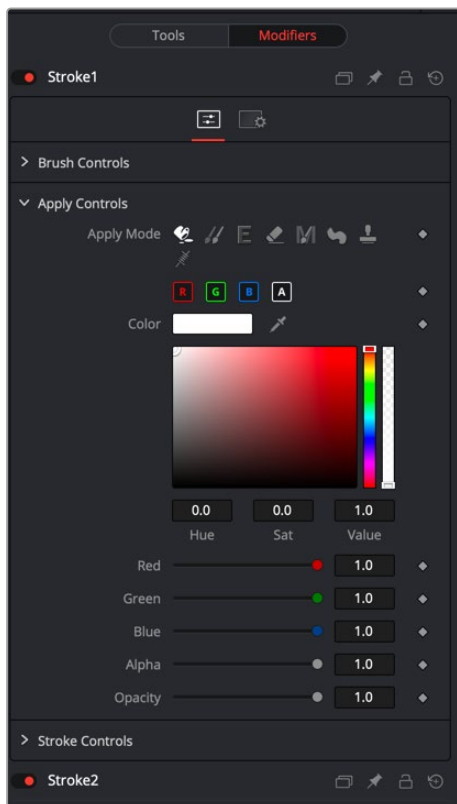 Tools Modifiers
Stroke1
Brush Controls
Apply Controls
Apply Mode E M
R G B A
Color
0.0 0.0 1.0
Hue Sat Value
Red 1.0
Green 1.0
Blue 1.0
Alpha 1.0
Opacity 1.0
Stroke Controls
Stroke2